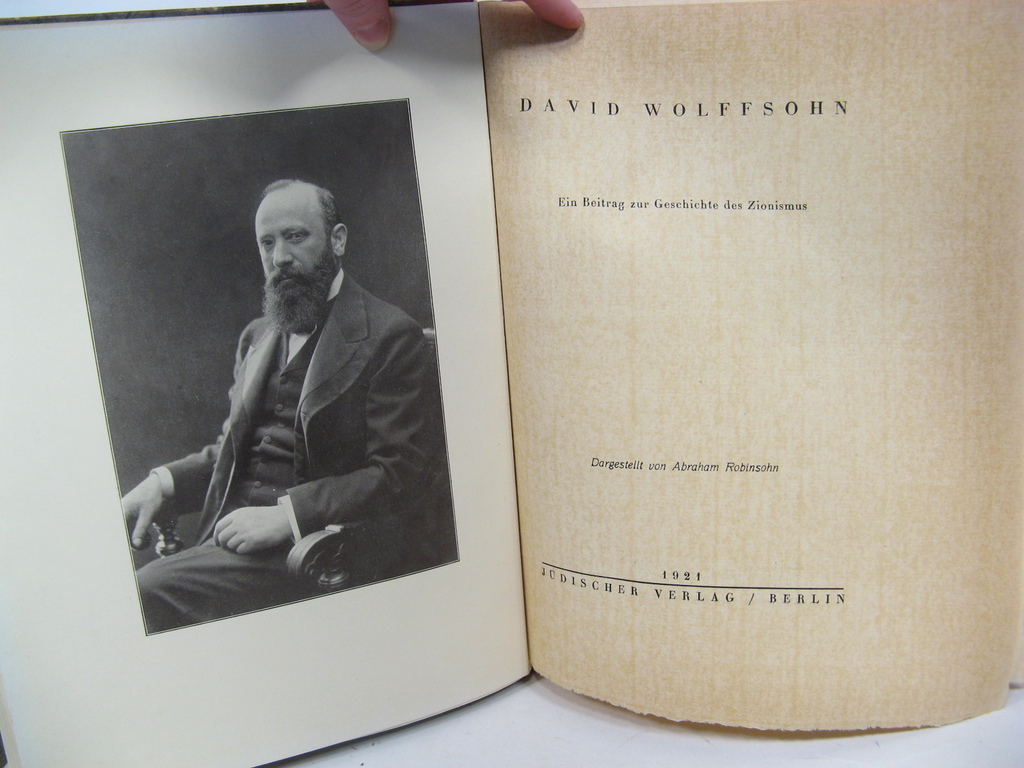 DAVID WOLFFSOHN
Ein Beitrag zur Geschichte des Zionismus
Dargestellt von Abraham Robinsohn
1921
JÜDISCHER VERLAG / BERLIN